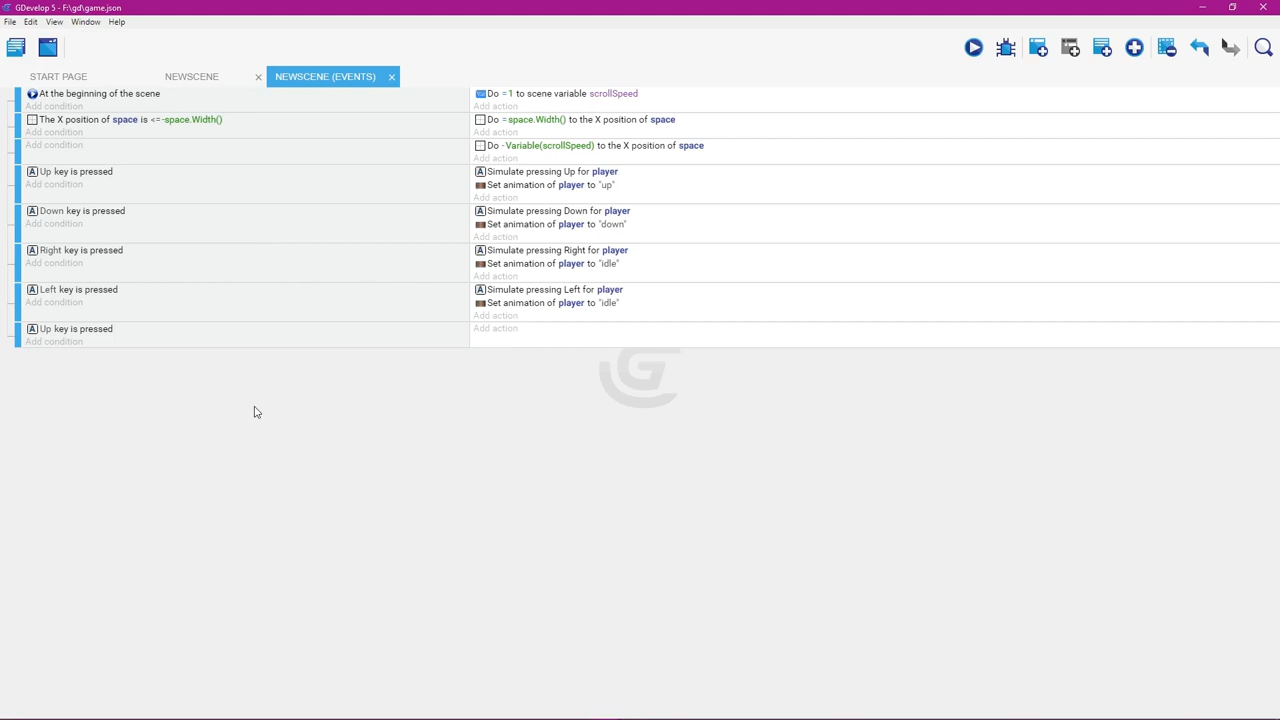 GDevelop 5 - F:\gd\game.json
File Edit View Window Help
START PAGE NEWSCENE NEWSCENE (EVENTS)
At the beginning of the scene
Add condition
Do =1 to scene variable scrollSpeed
Add action
The X position of space is <=-space.Width()
Add condition
Do =space.Width() to the X position of space
Add action
Add condition
Do -Variable(scrollSpeed) to the X position of space
Add action
Up key is pressed
Add condition
Simulate pressing Up for player
Set animation of player to "up"
Add action
Down key is pressed
Add condition
Simulate pressing Down for player
Set animation of player to "down"
Add action
Right key is pressed
Add condition
Simulate pressing Right for player
Set animation of player to "idle"
Add action
Left key is pressed
Add condition
Simulate pressing Left for player
Set animation of player to "idle"
Add action
Up key is pressed
Add condition
Add action